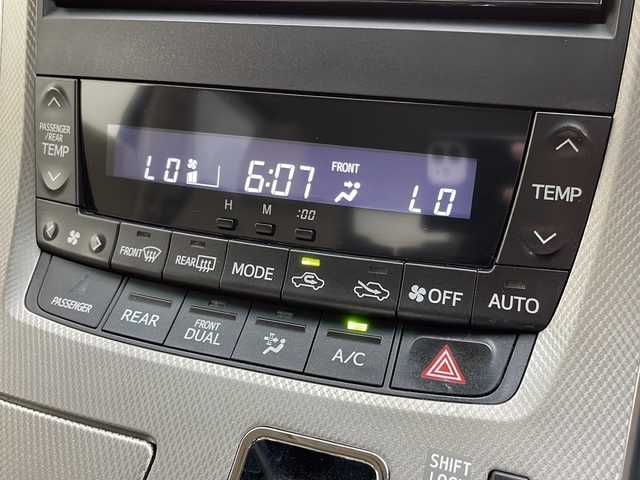 PASSENGER
/REAR
TEMP
LO 6:07 FRONT LO
TEMP
H M :00
FRONT REAR MODE OFF AUTO
PASSENGER REAR FRONT DUAL A/C
SHIFT
LOCK